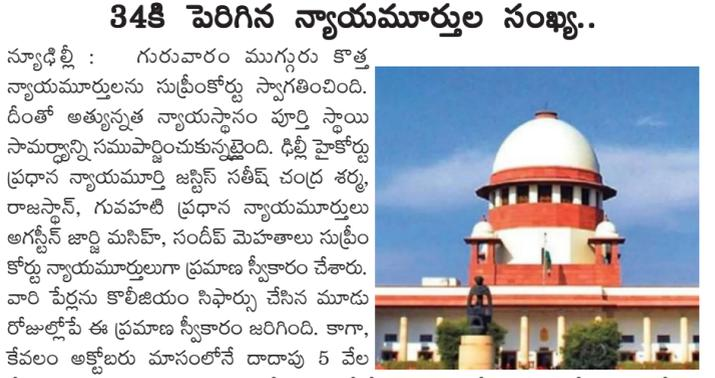 34కి పెరిగిన న్యాయమూర్తుల సంఖ్య..
న్యూఢిల్లీ : గురువారం ముగ్గురు కొత్త
న్యాయమూర్తులను సుప్రీంకోర్టు స్వాగతించింది.
దీంతో అత్యున్నత న్యాయస్థానం పూర్తి స్థాయి
సామర్థ్యాన్ని సముపార్జించుకున్నట్లైంది. ఢిల్లీ హైకోర్టు
ప్రధాన న్యాయమూర్తి జస్టిస్ సతీష్ చంద్ర శర్మ,
రాజస్థాన్, గువహటి ప్రధాన న్యాయమూర్తులు
అగస్టీన్ జార్జి మసిహ్, సందీప్ మెహతాలు సుప్రీం
కోర్టు న్యాయమూర్తులుగా ప్రమాణ స్వీకారం చేశారు.
వారి పేర్లను కొలీజియం సిఫార్సు చేసిన మూడు
రోజుల్లోపే ఈ ప్రమాణ స్వీకారం జరిగింది. కాగా,
కేవలం అక్టోబరు మాసంలోనే దాదాపు 5 వేల